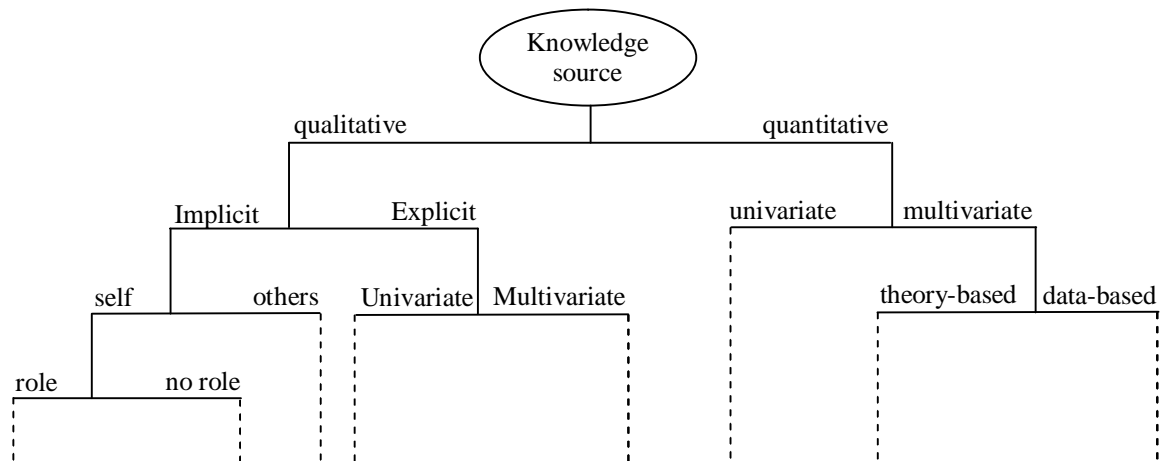 Knowledge
source
qualitative
quantitative
Implicit
Explicit
univariate
multivariate
self
others
Univariate
Multivariate
theory-based
data-based
role
no role